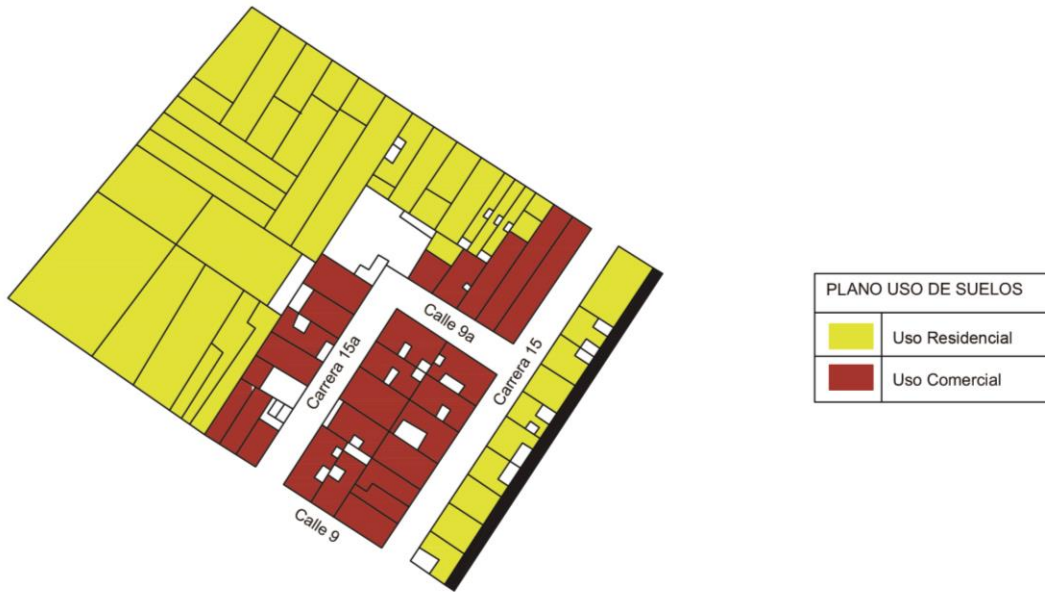 Calle 9a
Carrera 15a
Carrera 15
Calle 9
PLANO USO DE SUELOS
Uso Residencial
Uso Comercial